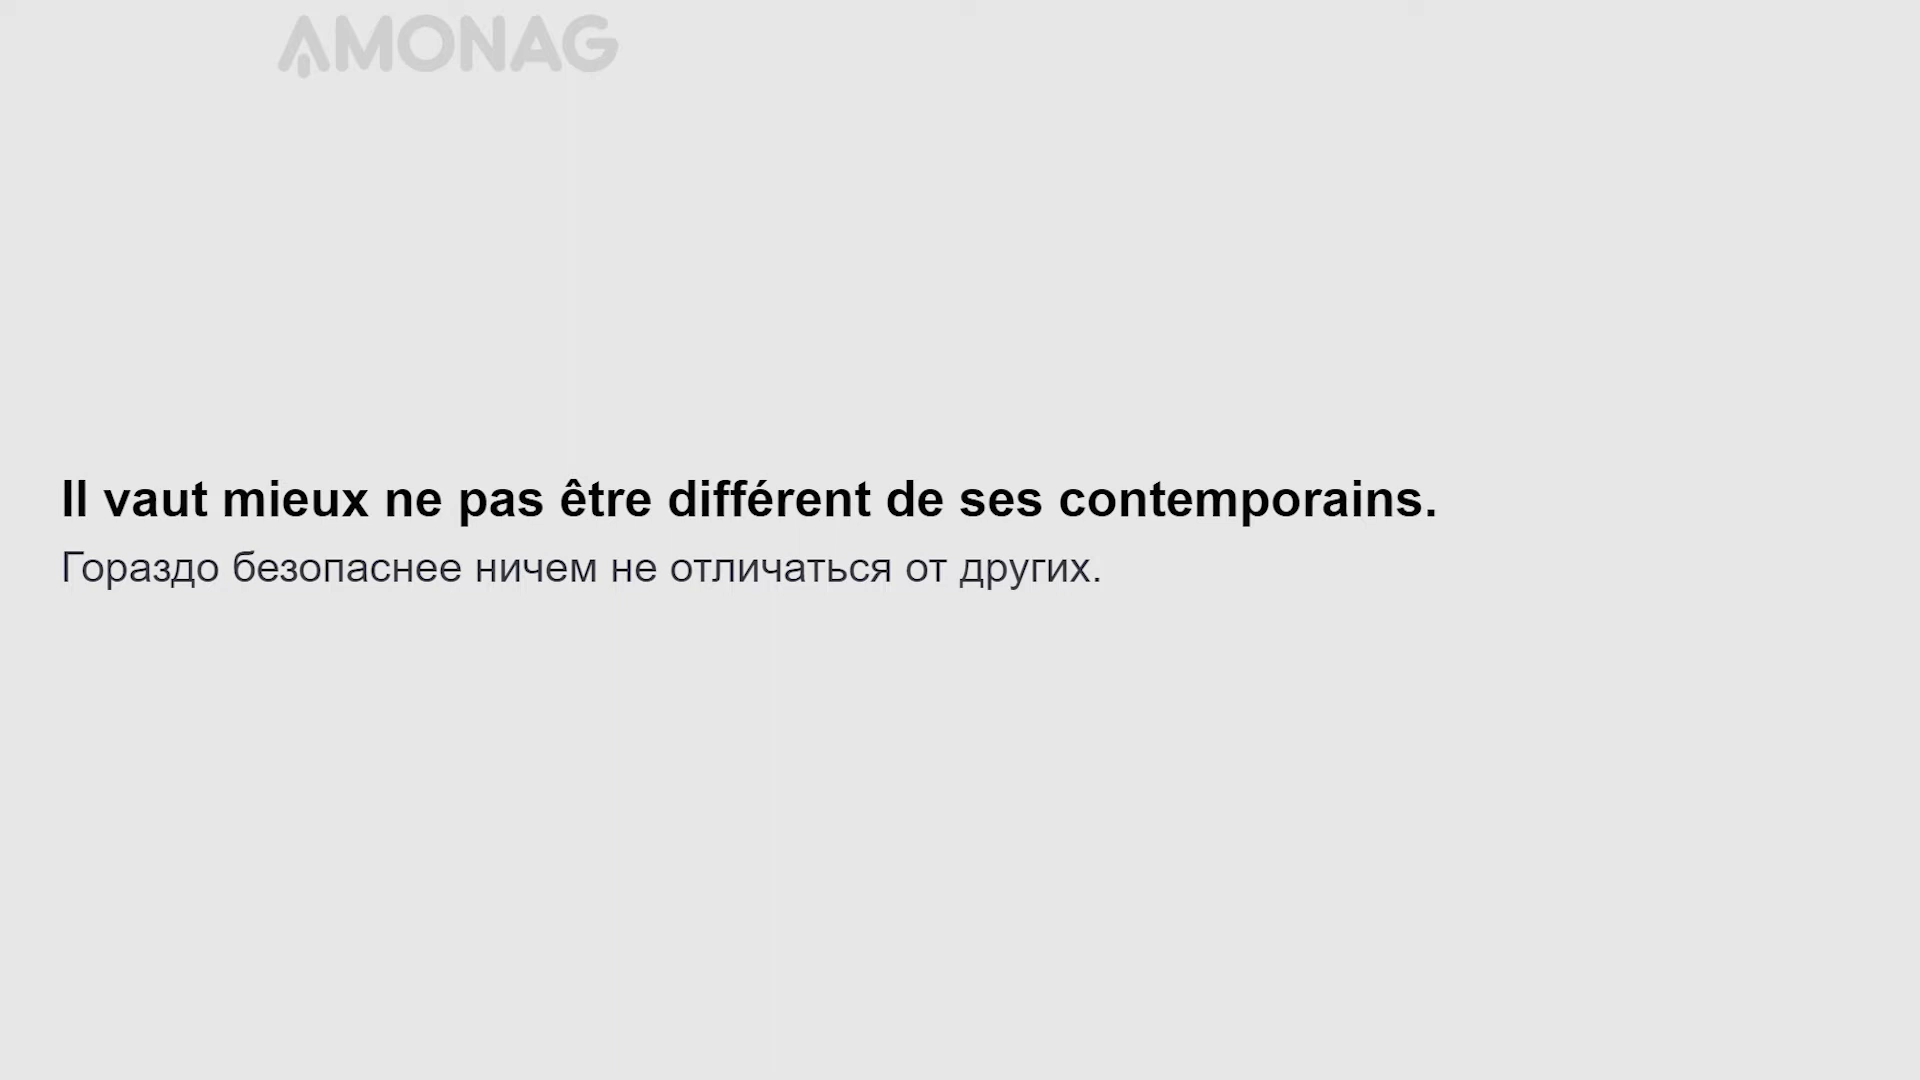 AMONAG
Il vaut mieux ne pas être différent de ses contemporains.
Гораздо безопаснее ничем не отличаться от других.